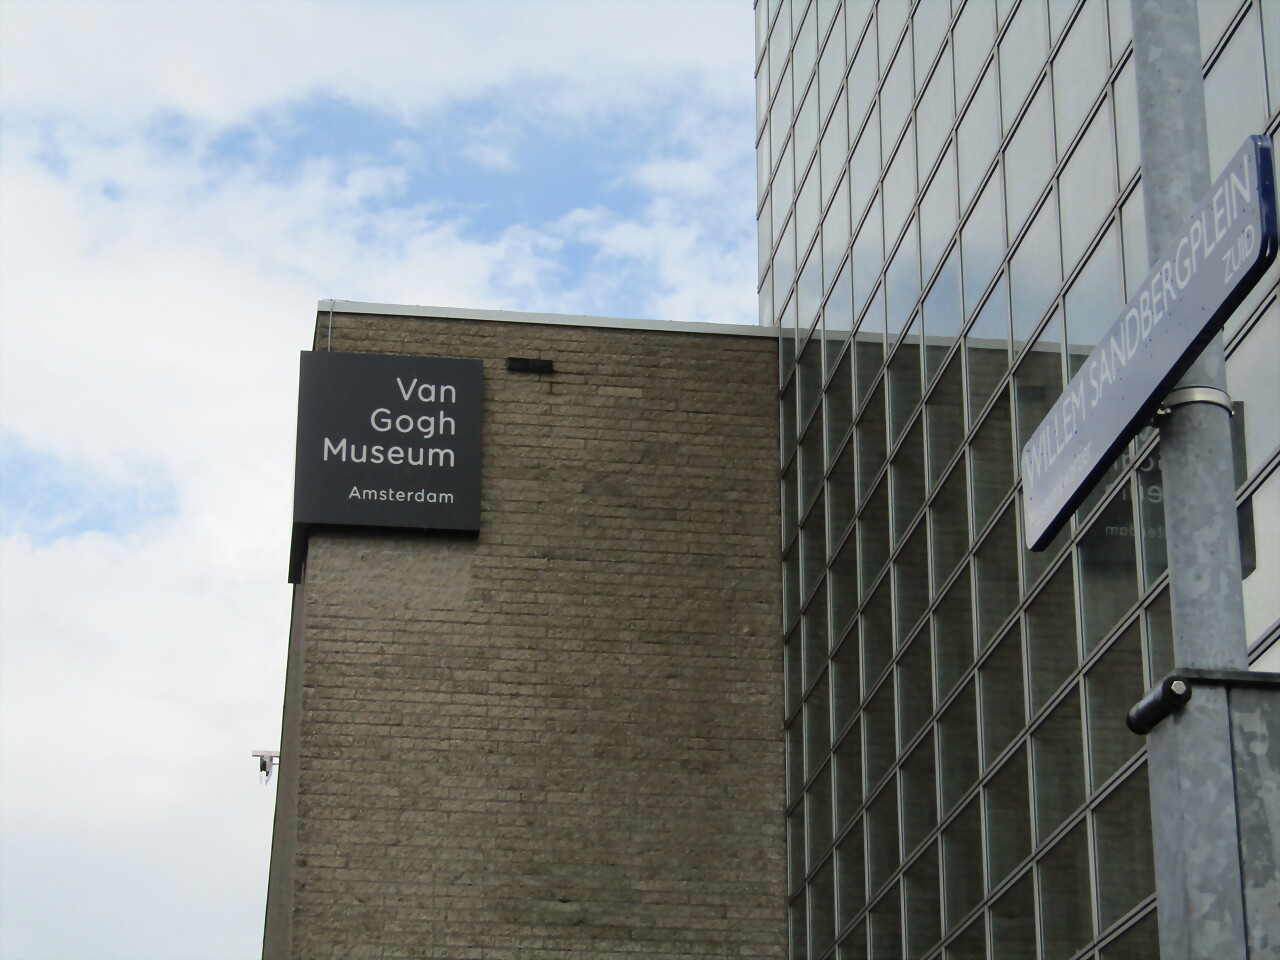 Van
Gogh
Museum
Amsterdam
WILLEM SANDBERGPLEIN
ZUID